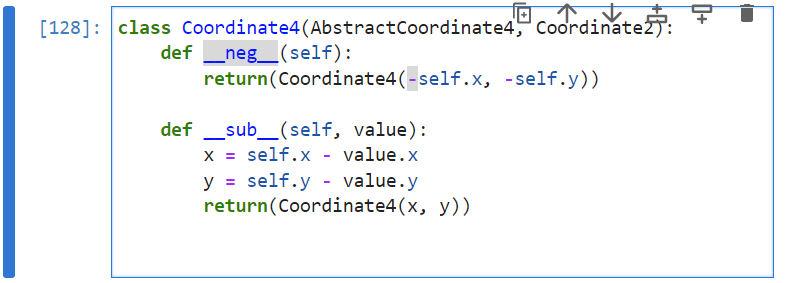 [128]: class Coordinate4(AbstractCoordinate4, Coordinate2):
    def __neg__(self):
        return(Coordinate4(-self.x, -self.y))

    def __sub__(self, value):
        x = self.x - value.x
        y = self.y - value.y
        return(Coordinate4(x, y))